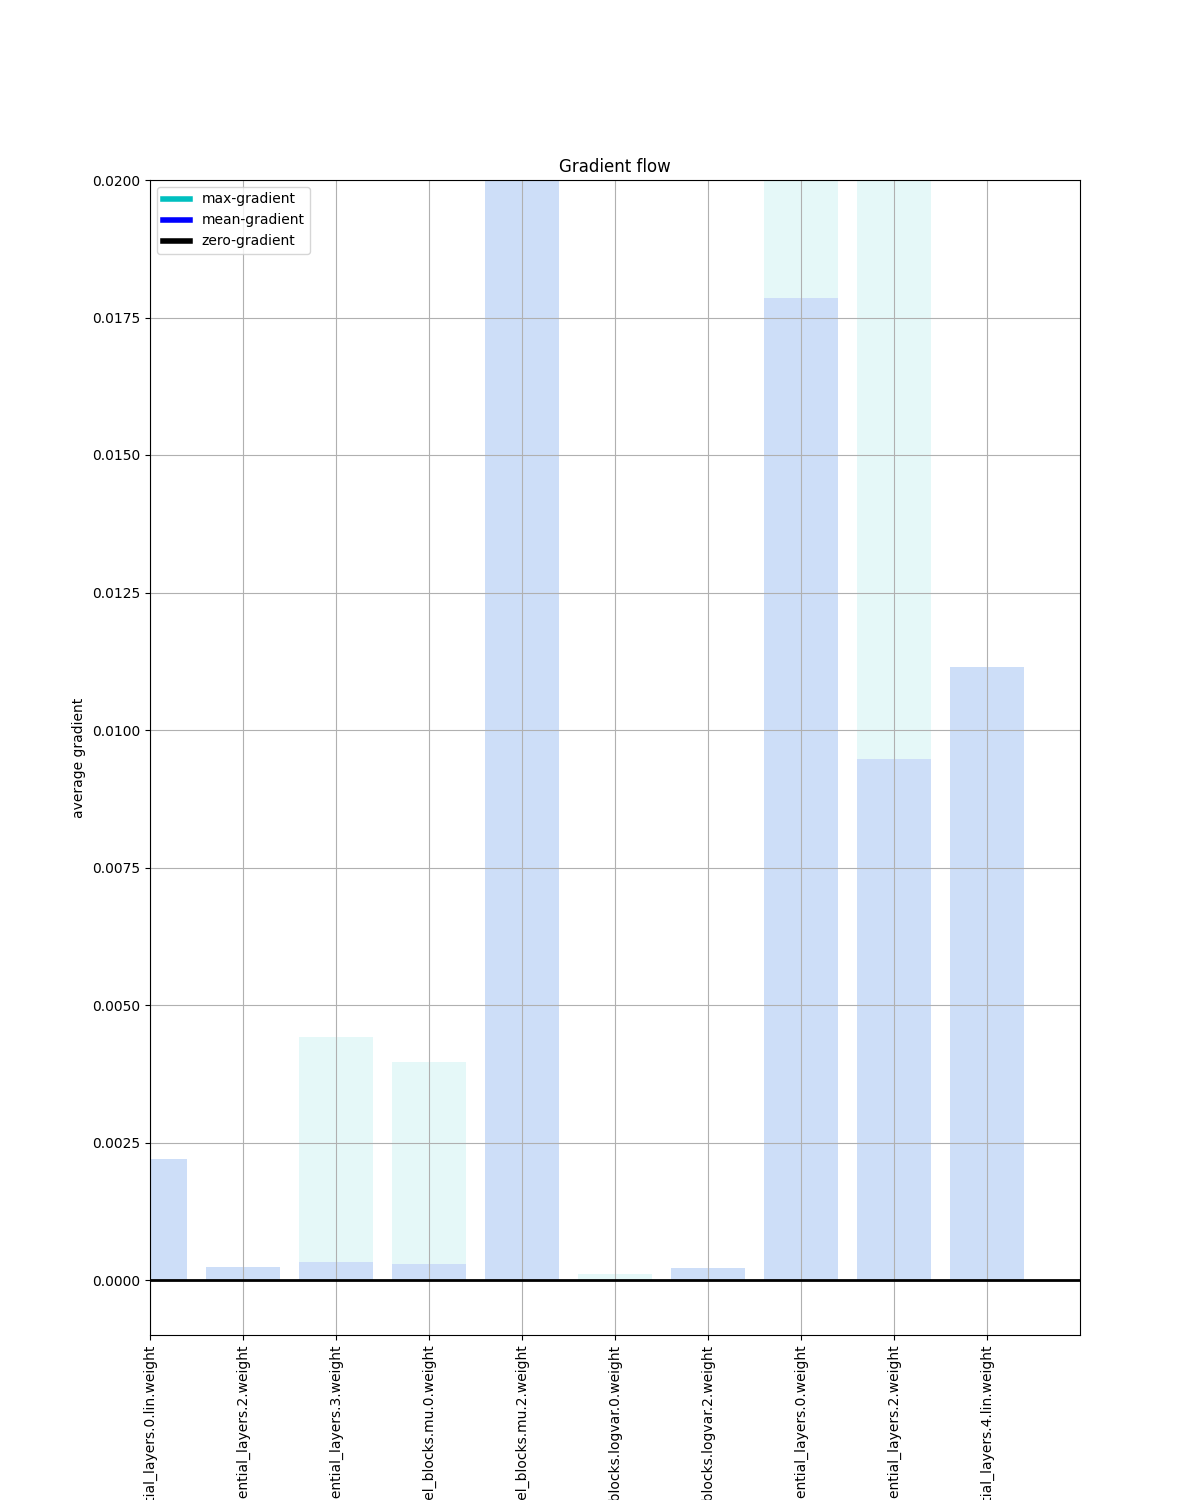 Gradient flow
max-gradient
mean-gradient
zero-gradient
0.0200
0.0175
0.0150
0.0125
0.0100
0.0075
0.0050
0.0025
0.0000
average gradient
tial_layers.0.lin.weight
ential_layers.2.weight
ential_layers.3.weight
el_blocks.mu.0.weight
el_blocks.mu.2.weight
blocks.logvar.0.weight
blocks.logvar.2.weight
ential_layers.0.weight
ential_layers.2.weight
tial_layers.4.lin.weight